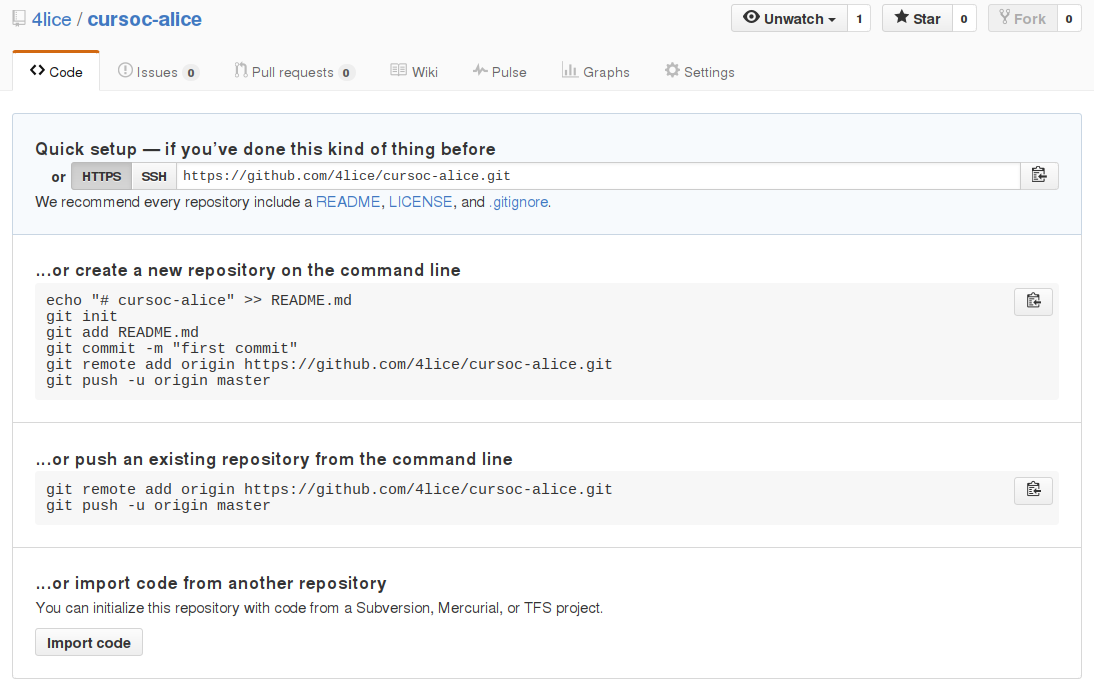 4lice / cursoc-alice
Unwatch 1 Star 0 Fork 0
Code Issues 0 Pull requests 0 Wiki Pulse Graphs Settings
Quick setup — if you've done this kind of thing before
or HTTPS SSH https://github.com/4lice/cursoc-alice.git
We recommend every repository include a README, LICENSE, and .gitignore.
...or create a new repository on the command line
echo "# cursoc-alice" >> README.md
git init
git add README.md
git commit -m "first commit"
git remote add origin https://github.com/4lice/cursoc-alice.git
git push -u origin master
...or push an existing repository from the command line
git remote add origin https://github.com/4lice/cursoc-alice.git
git push -u origin master
...or import code from another repository
You can initialize this repository with code from a Subversion, Mercurial, or TFS project.
Import code